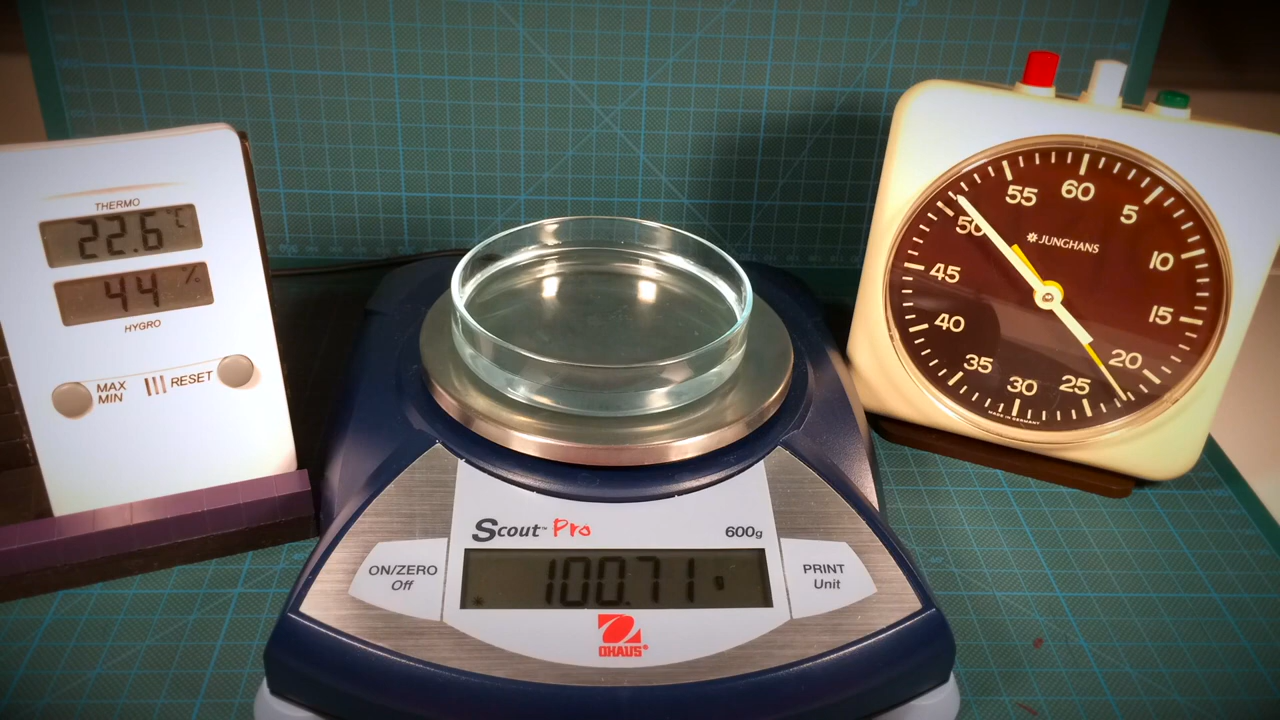 THERMO
22.6°C
44 %
HYGRO
MAX
MIN
RESET
Scout™ Pro
600g
ON/ZERO
Off
100.71 g
PRINT
Unit
OHAUS®
60
5
10
15
20
25
30
35
40
45
50
55
JUNGHANS
MADE IN GERMANY